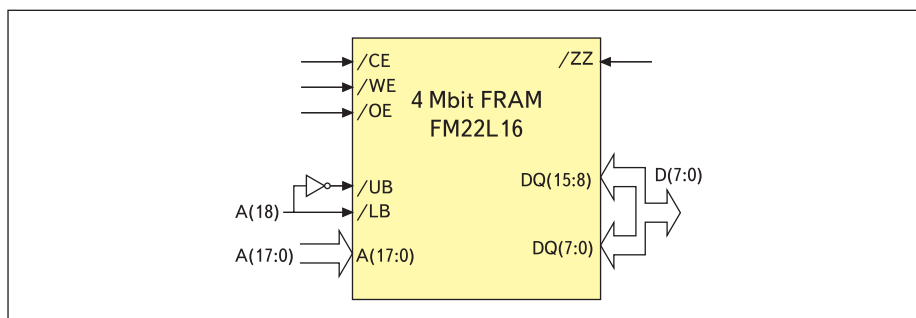 /CE
/ZZ
/WE
4 Mbit FRAM
/OE
FM22L16
DQ(15:8)
D(7:0)
/UB
A(18)
/LB
A(17:0)
A(17:0)
DQ(7:0)